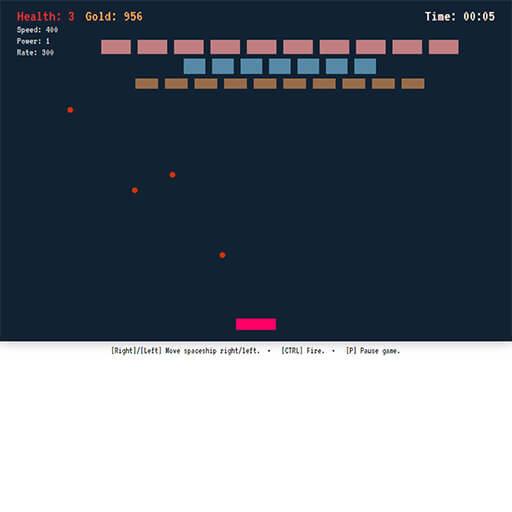 Health: 3 Gold: 956 Time: 00:05
Speed: 400
Power: 1
Rate: 300
[Right]/[Left] Move spaceship right/left. • [CTRL] Fire. • [P] Pause game.